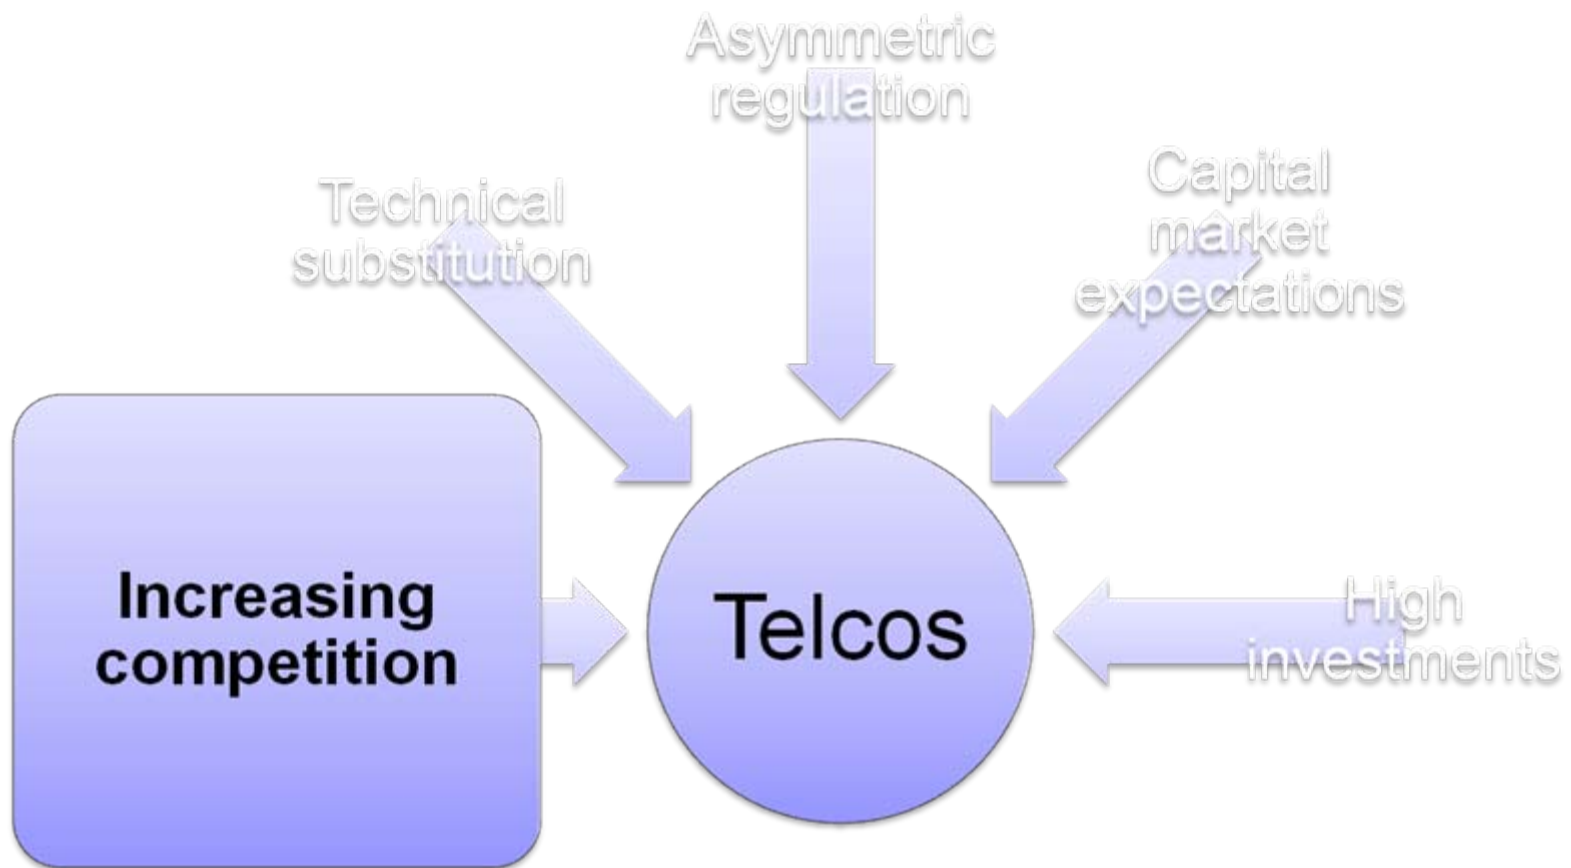 Asymmetric
regulation
Technical
substitution
Capital
market
expectations
Increasing
competition
Telcos
High
investments